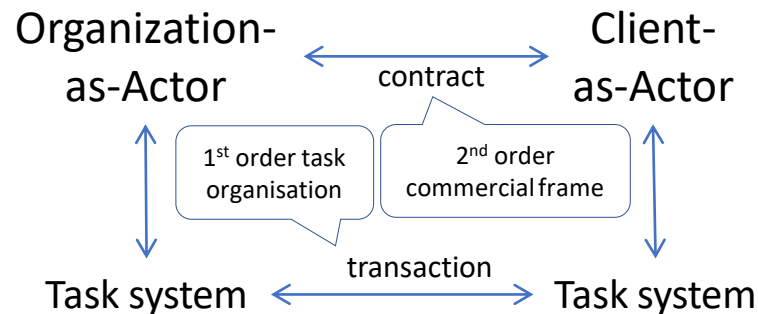 Organization-
as-Actor
Client-
as-Actor
contract
1st order task
organisation
2nd order
commercial frame
transaction
Task system
Task system